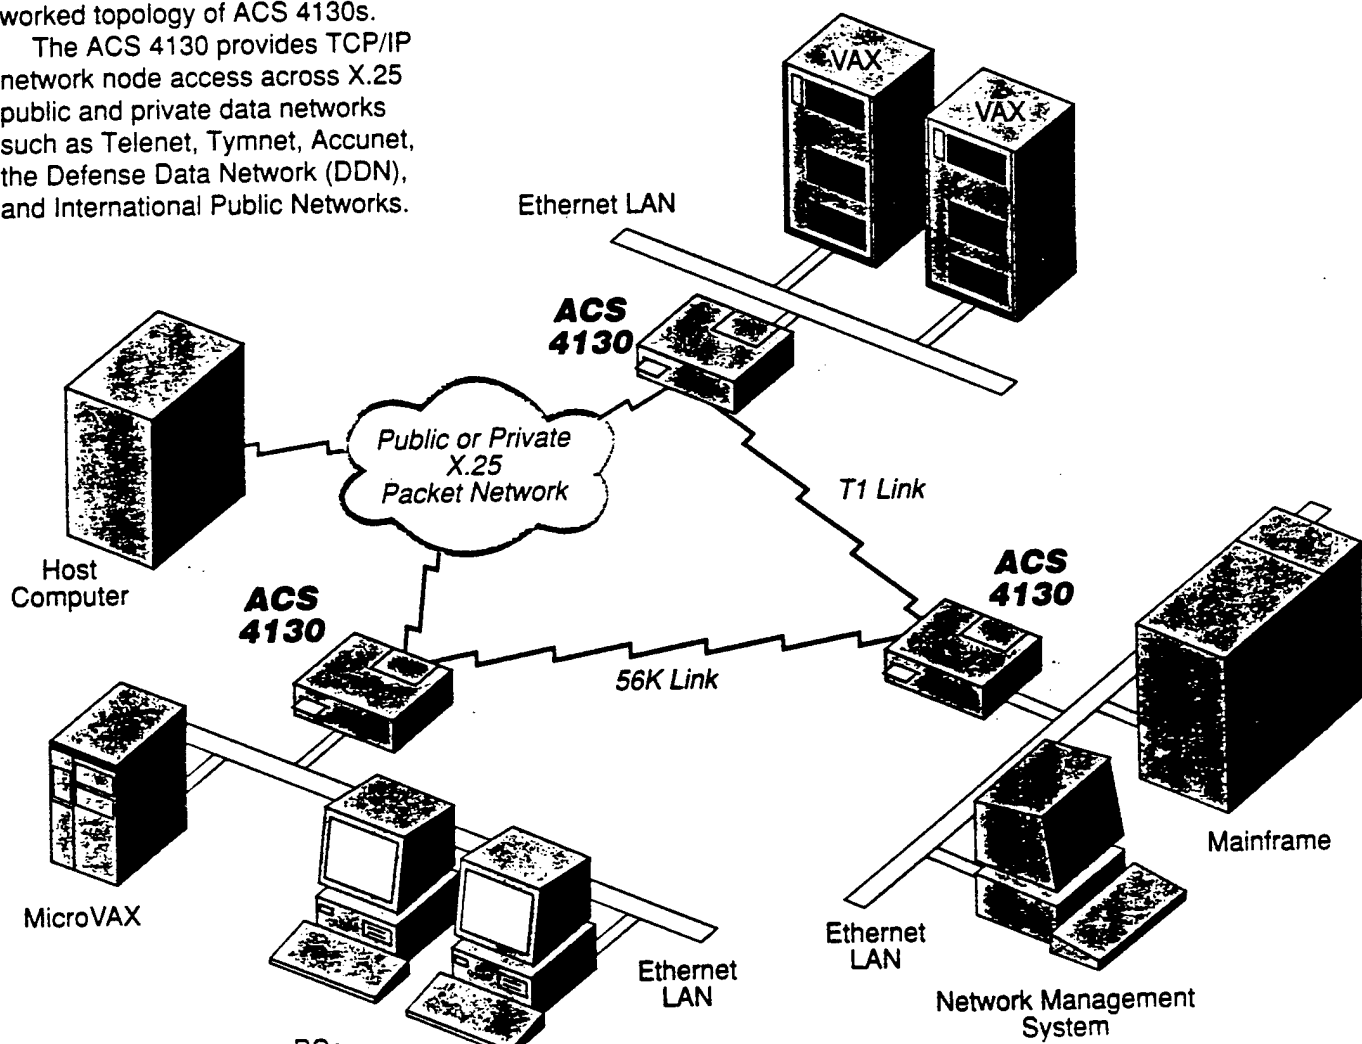 worked topology of ACS 4130s.
The ACS 4130 provides TCP/IP
network node access across X.25
public and private data networks
such as Telenet, Tymnet, Accunet,
the Defense Data Network (DDN),
and International Public Networks.
VAX
VAX
Ethernet LAN
ACS
4130
Public or Private
X.25
Packet Network
T1 Link
Host
Computer
ACS
4130
ACS
4130
56K Link
Mainframe
MicroVAX
Ethernet
LAN
Ethernet
LAN
Network Management
System